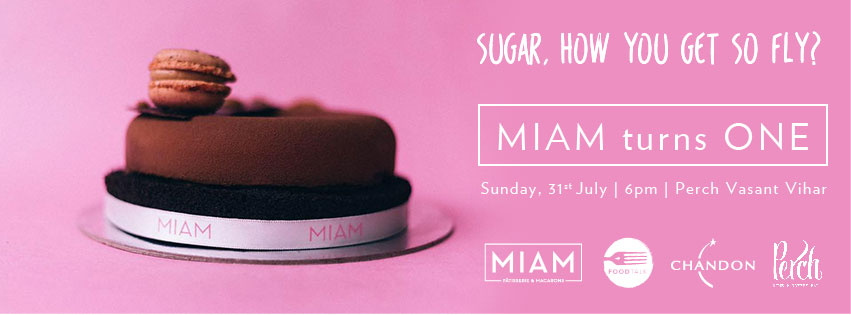 SUGAR, HOW YOU GET SO FLY?
MIAM turns ONE
Sunday, 31st July | 6pm | Perch Vasant Vihar
MIAM MIAM
MIAM
PÂTISSERIE & MACARONS
FOOD TALK
CHANDON
Perch